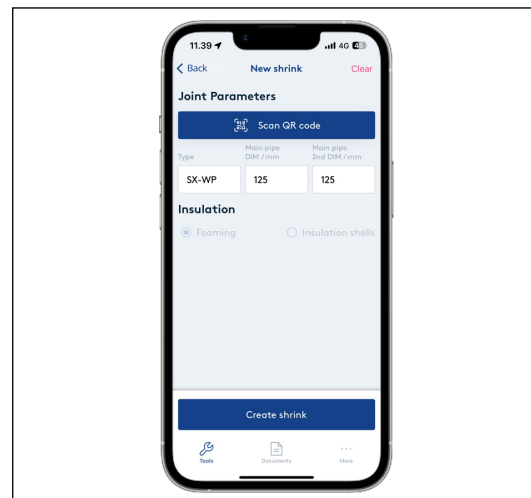 11.39
4G 43
Back New shrink Clear
Joint Parameters
Scan QR code
Type
Main pipe
DIM / mm
Main pipe
2nd DIM / mm
SX-WP 125 125
Insulation
Foaming Insulation shells
Create shrink
Tools Documents More